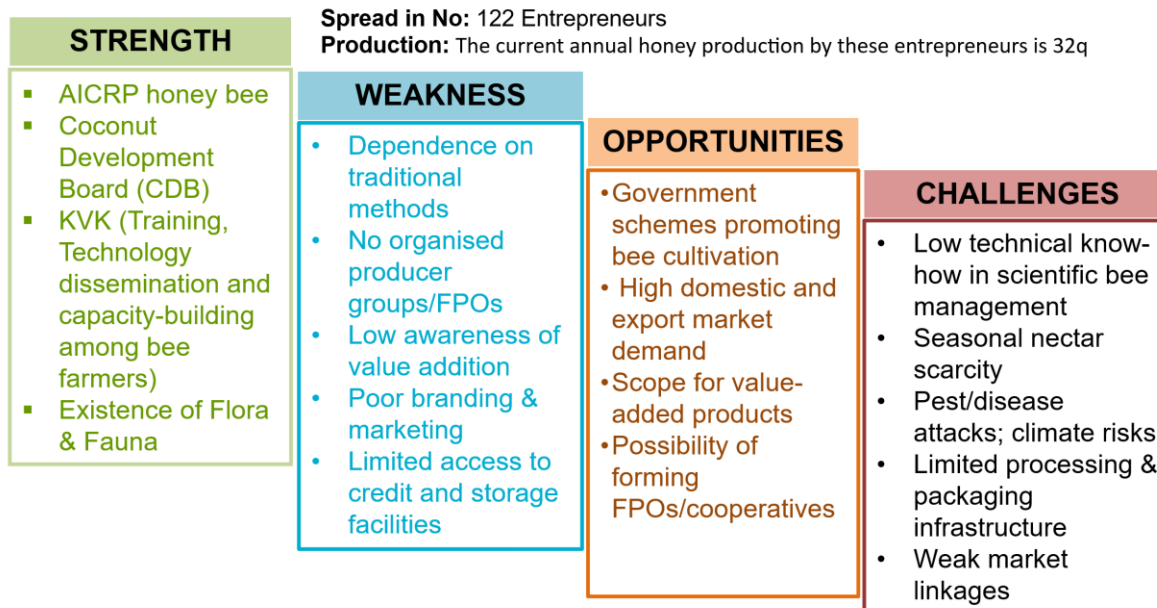 Spread in No: 122 Entrepreneurs
Production: The current annual honey production by these entrepreneurs is 32q
STRENGTH
▪ AICRP honey bee
▪ Coconut
Development
Board (CDB)
▪ KVK (Training,
Technology
dissemination and
capacity-building
among bee
farmers)
▪ Existence of Flora
& Fauna
WEAKNESS
• Dependence on
traditional
methods
• No organised
producer
groups/FPOs
• Low awareness of
value addition
• Poor branding &
marketing
• Limited access to
credit and storage
facilities
OPPORTUNITIES
•Government
schemes promoting
bee cultivation
• High domestic and
export market
demand
•Scope for value-
added products
•Possibility of
forming
FPOs/cooperatives
CHALLENGES
• Low technical know-
how in scientific bee
management
• Seasonal nectar
scarcity
• Pest/disease
attacks; climate risks
• Limited processing &
packaging
infrastructure
• Weak market
linkages